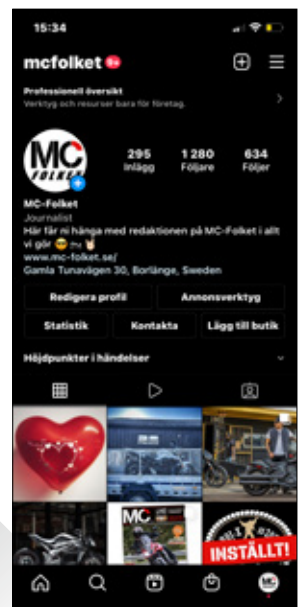 15:34
mcfolket 9+
Professionell översikt
Verktyg och resurser bara för företag.
MC
FOLKET
295 1 280 634
Inlägg Följare Följer
MC-Folket
Journalist
Här får ni hänga med redaktionen på MC-Folket i allt
vi gör
www.mc-folket.se/
Gamla Tunavägen 30, Borlänge, Sweden
Redigera profil Annonsverktyg
Statistik Kontakta Lägg till butik
Höjdpunkter i händelser
MC
INSTÄLLT!
MC